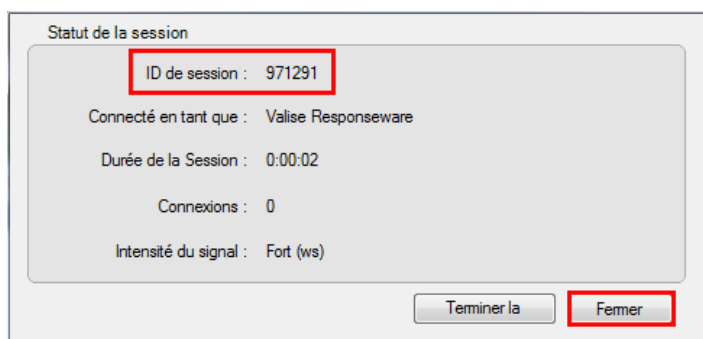 Statut de la session
ID de session : 971291
Connecté en tant que : Valise Responseware
Durée de la Session : 0:00:02
Connexions : 0
Intensité du signal : Fort (ws)
Terminer la Fermer